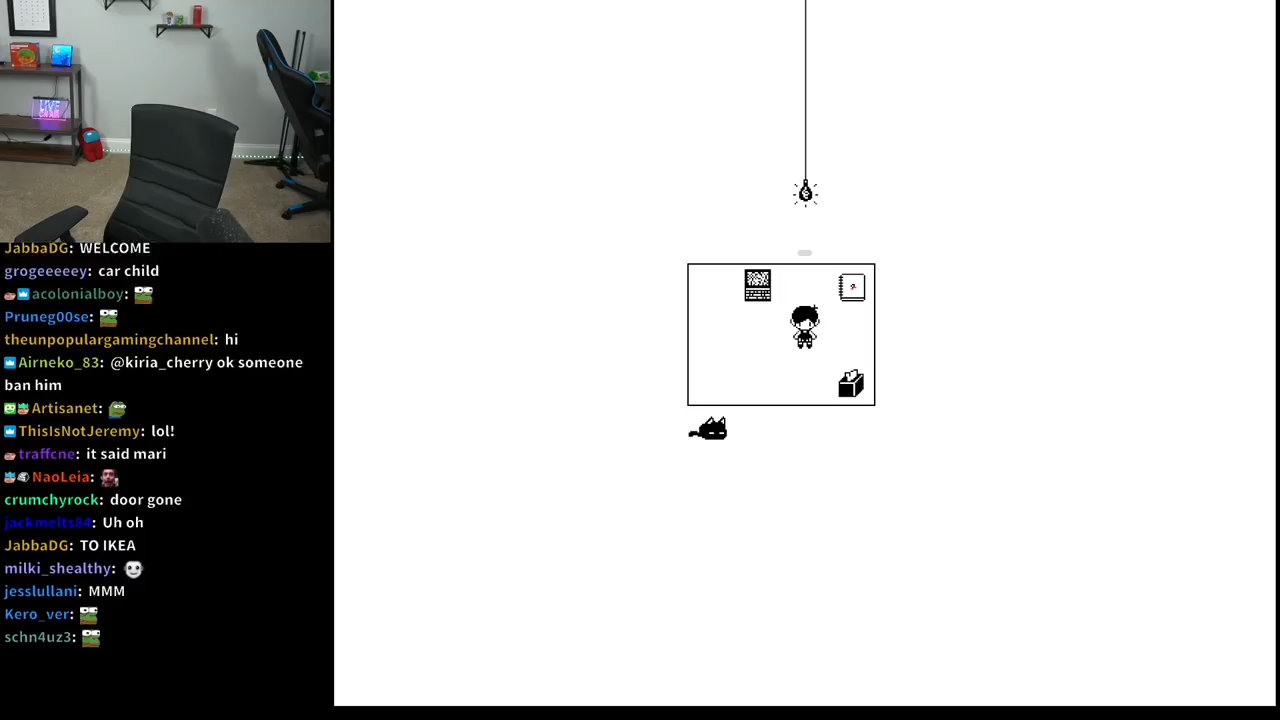 JabbaDG: WELCOME
grogeeeeey: car child
acolonialboy:
Pruneg00se:
theunpopulargamingchannel: hi
Airneko_83: @kiria_cherry ok someone
ban him
Artisanet:
ThisIsNotJeremy: lol!
traffcne: it said mari
NaoLeia:
crumchyrock: door gone
jackmelts84: Uh oh
JabbaDG: TO IKEA
milki_shealthy:
jesslullani: MMM
Kero_ver:
schn4uz3: